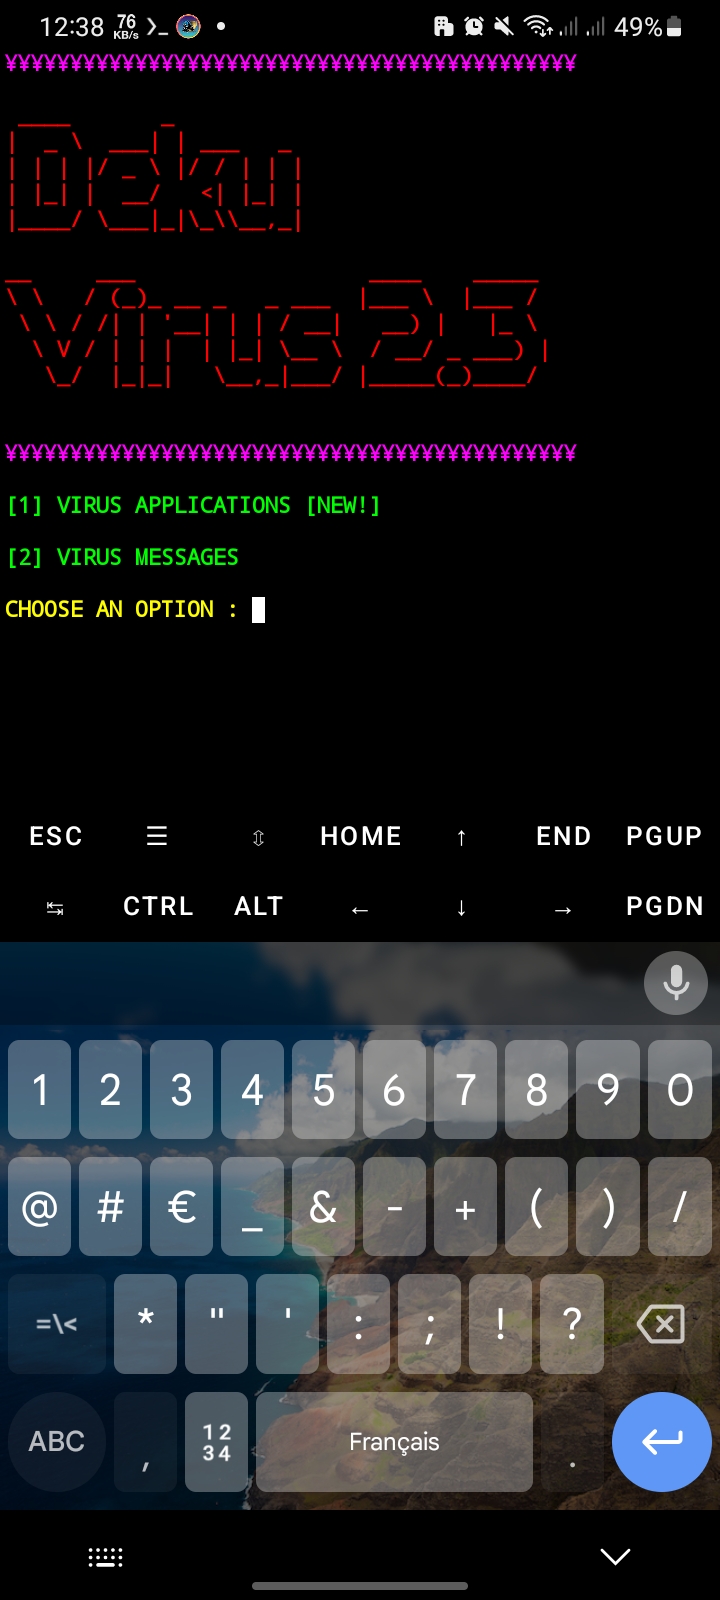 12:38 76 KB/s 49%
¥¥¥¥¥¥¥¥¥¥¥¥¥¥¥¥¥¥¥¥¥¥¥¥¥¥¥¥¥¥¥¥¥¥¥¥¥¥¥¥¥¥¥¥
Deku
Virus 2.3
¥¥¥¥¥¥¥¥¥¥¥¥¥¥¥¥¥¥¥¥¥¥¥¥¥¥¥¥¥¥¥¥¥¥¥¥¥¥¥¥¥¥¥¥
[1] VIRUS APPLICATIONS [NEW!]
[2] VIRUS MESSAGES
CHOOSE AN OPTION :
ESC ☰ ⇳ HOME ↑ END PGUP
↹ CTRL ALT ← ↓ → PGDN
1 2 3 4 5 6 7 8 9 0
@ # € _ & - + ( ) /
=\< * " ' : ; ! ?
ABC , 12 34 Français .